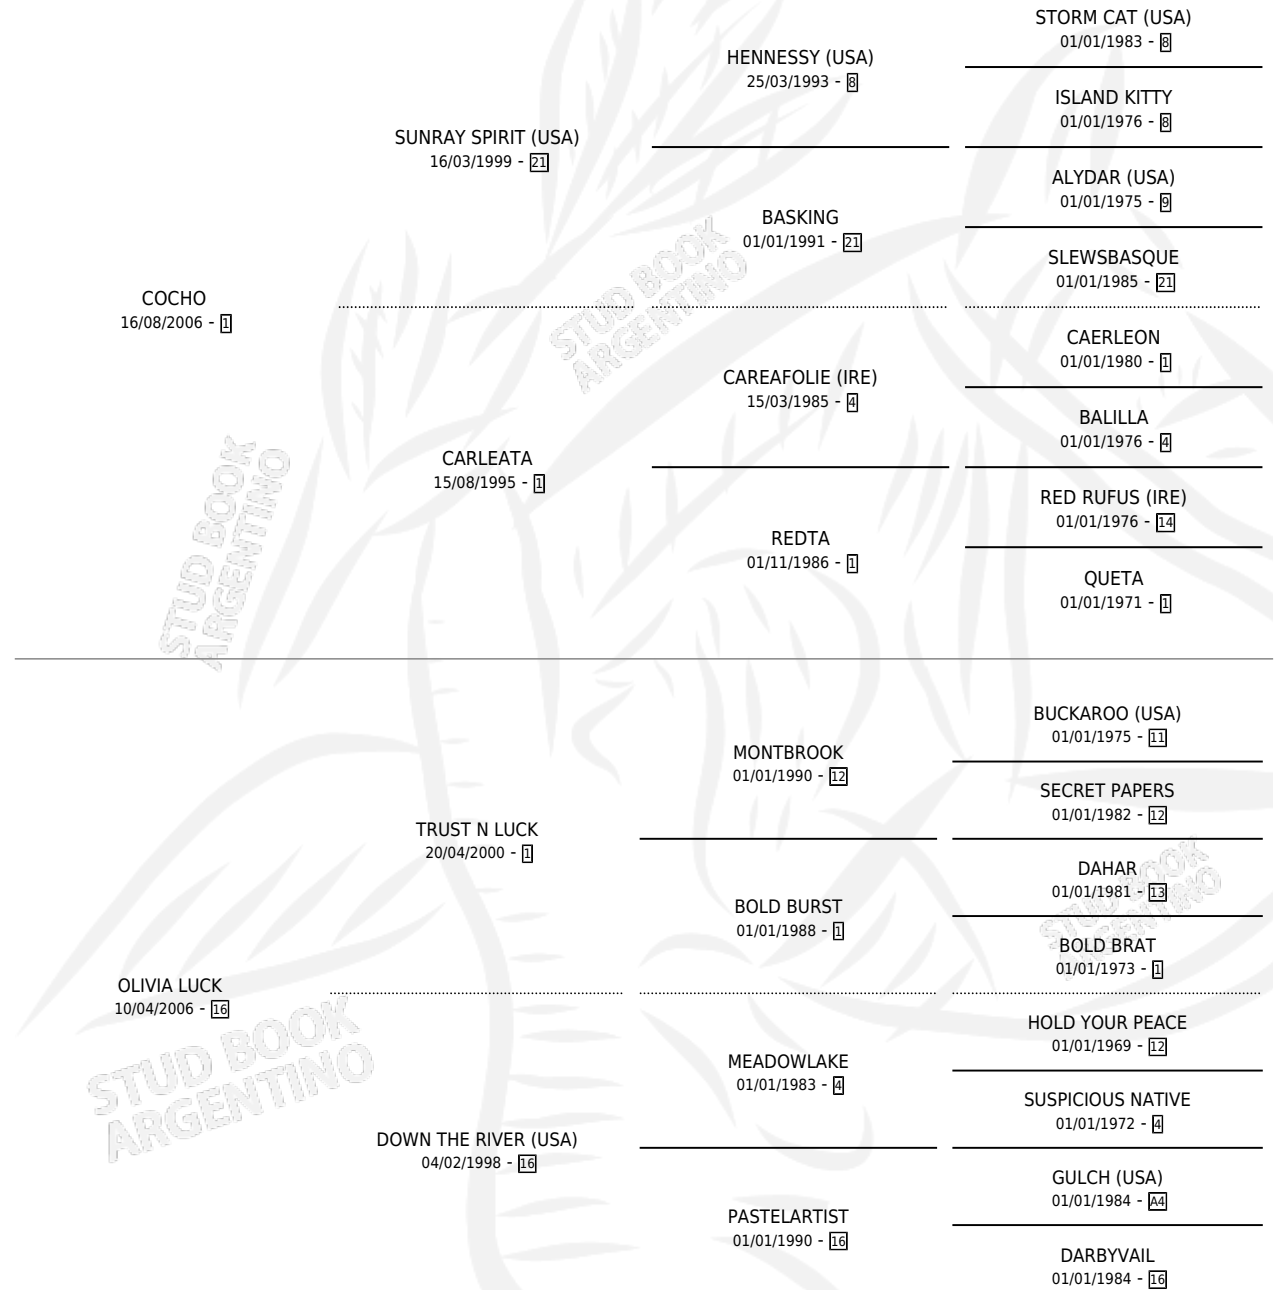 STORM CAT (USA)
01/01/1983 - 8
HENNESSY (USA)
25/03/1993 - 8
ISLAND KITTY
01/01/1976 - 8
SUNRAY SPIRIT (USA)
16/03/1999 - 21
ALYDAR (USA)
01/01/1975 - 9
BASKING
01/01/1991 - 21
SLEWSBASQUE
01/01/1985 - 21
COCHO
16/08/2006 - 1
CAERLEON
01/01/1980 - 1
CAREAFOLIE (IRE)
15/03/1985 - 4
BALILLA
01/01/1976 - 4
CARLEATA
15/08/1995 - 1
RED RUFUS (IRE)
01/01/1976 - 14
REDTA
01/11/1986 - 1
QUETA
01/01/1971 - 1
BUCKAROO (USA)
01/01/1975 - 11
MONTBROOK
01/01/1990 - 12
SECRET PAPERS
01/01/1982 - 12
TRUST N LUCK
20/04/2000 - 1
DAHAR
01/01/1981 - 13
BOLD BURST
01/01/1988 - 1
BOLD BRAT
01/01/1973 - 1
OLIVIA LUCK
10/04/2006 - 16
HOLD YOUR PEACE
01/01/1969 - 12
MEADOWLAKE
01/01/1983 - 4
SUSPICIOUS NATIVE
01/01/1972 - 4
DOWN THE RIVER (USA)
04/02/1998 - 16
GULCH (USA)
01/01/1984 - A4
PASTELARTIST
01/01/1990 - 16
DARBYVAIL
01/01/1984 - 16
STUD BOOK
ARGENTINO
STUD BOOK
ARGENTINO
STUD BOOK
ARGENTINO
STUD BOOK
ARGENTINO